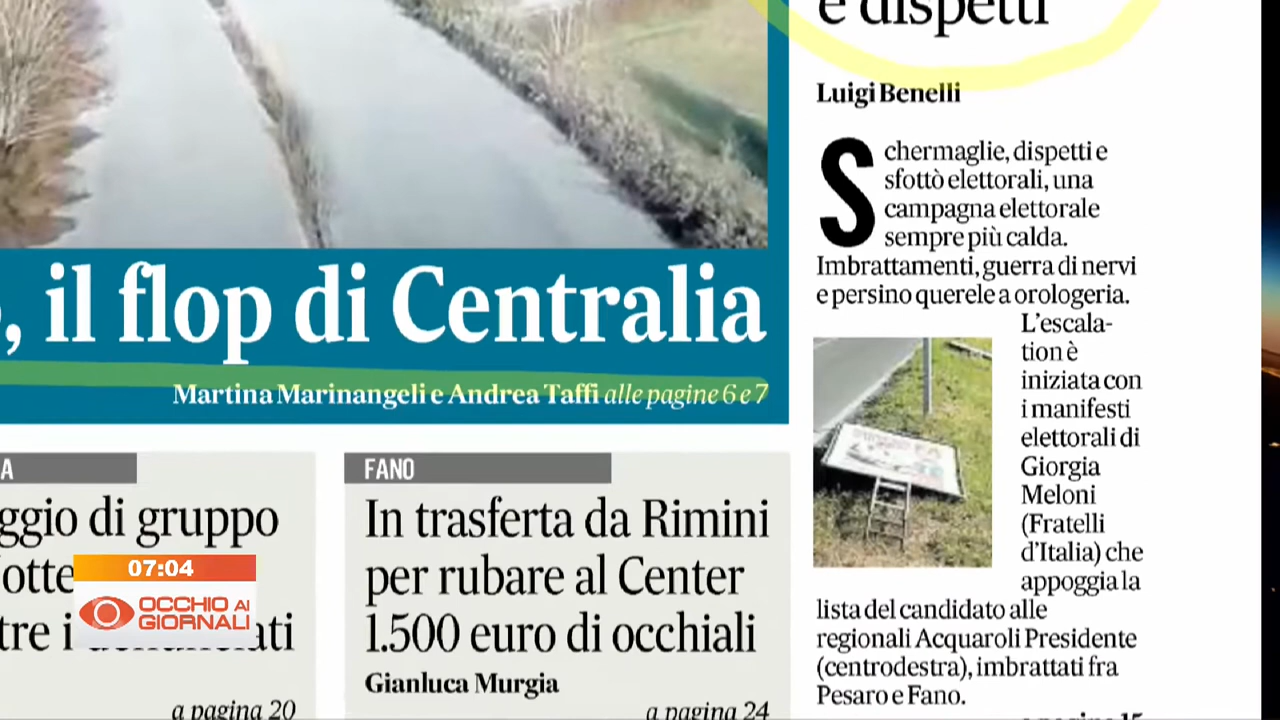 e dispetti
Luigi Benelli
Schermaglie, dispetti e
sfottò elettorali, una
campagna elettorale
sempre più calda.
Imbrattamenti, guerra di nervi
e persino querele a orologeria.
L'escala-
tion è
iniziata con
i manifesti
elettorali di
Giorgia
Meloni
(Fratelli
d'Italia) che
appoggia la
lista del candidato alle
regionali Acquaroli Presidente
(centrodestra), imbrattati fra
Pesaro e Fano.
, il flop di Centralia
Martina Marinangeli e Andrea Taffi alle pagine 6 e 7
A
ggio di gruppo
otte
tre i
ati
a pagina 20
FANO
In trasferta da Rimini
per rubare al Center
1.500 euro di occhiali
Gianluca Murgia
a pagina 24
07:04
OCCHIO AI
GIORNALI